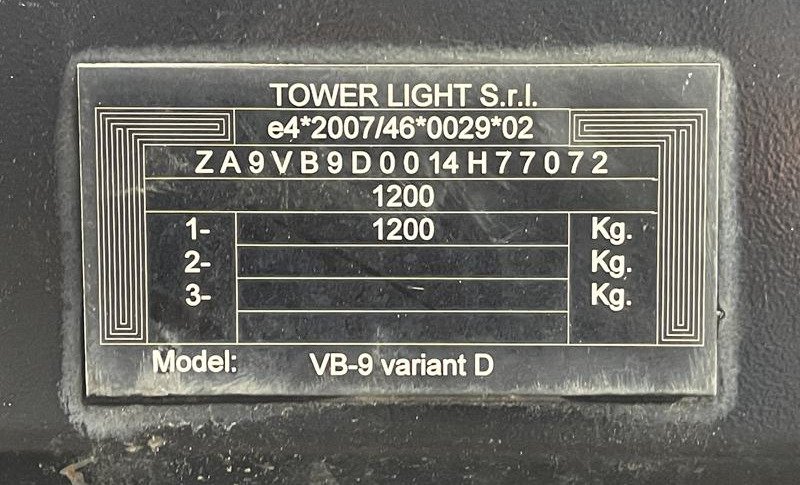 TOWER LIGHT S.r.l.
e4*2007/46*0029*02
ZA9VB9D0014H77072
1200
1- 1200 Kg.
2- Kg.
3- Kg.
Model: VB-9 variant D